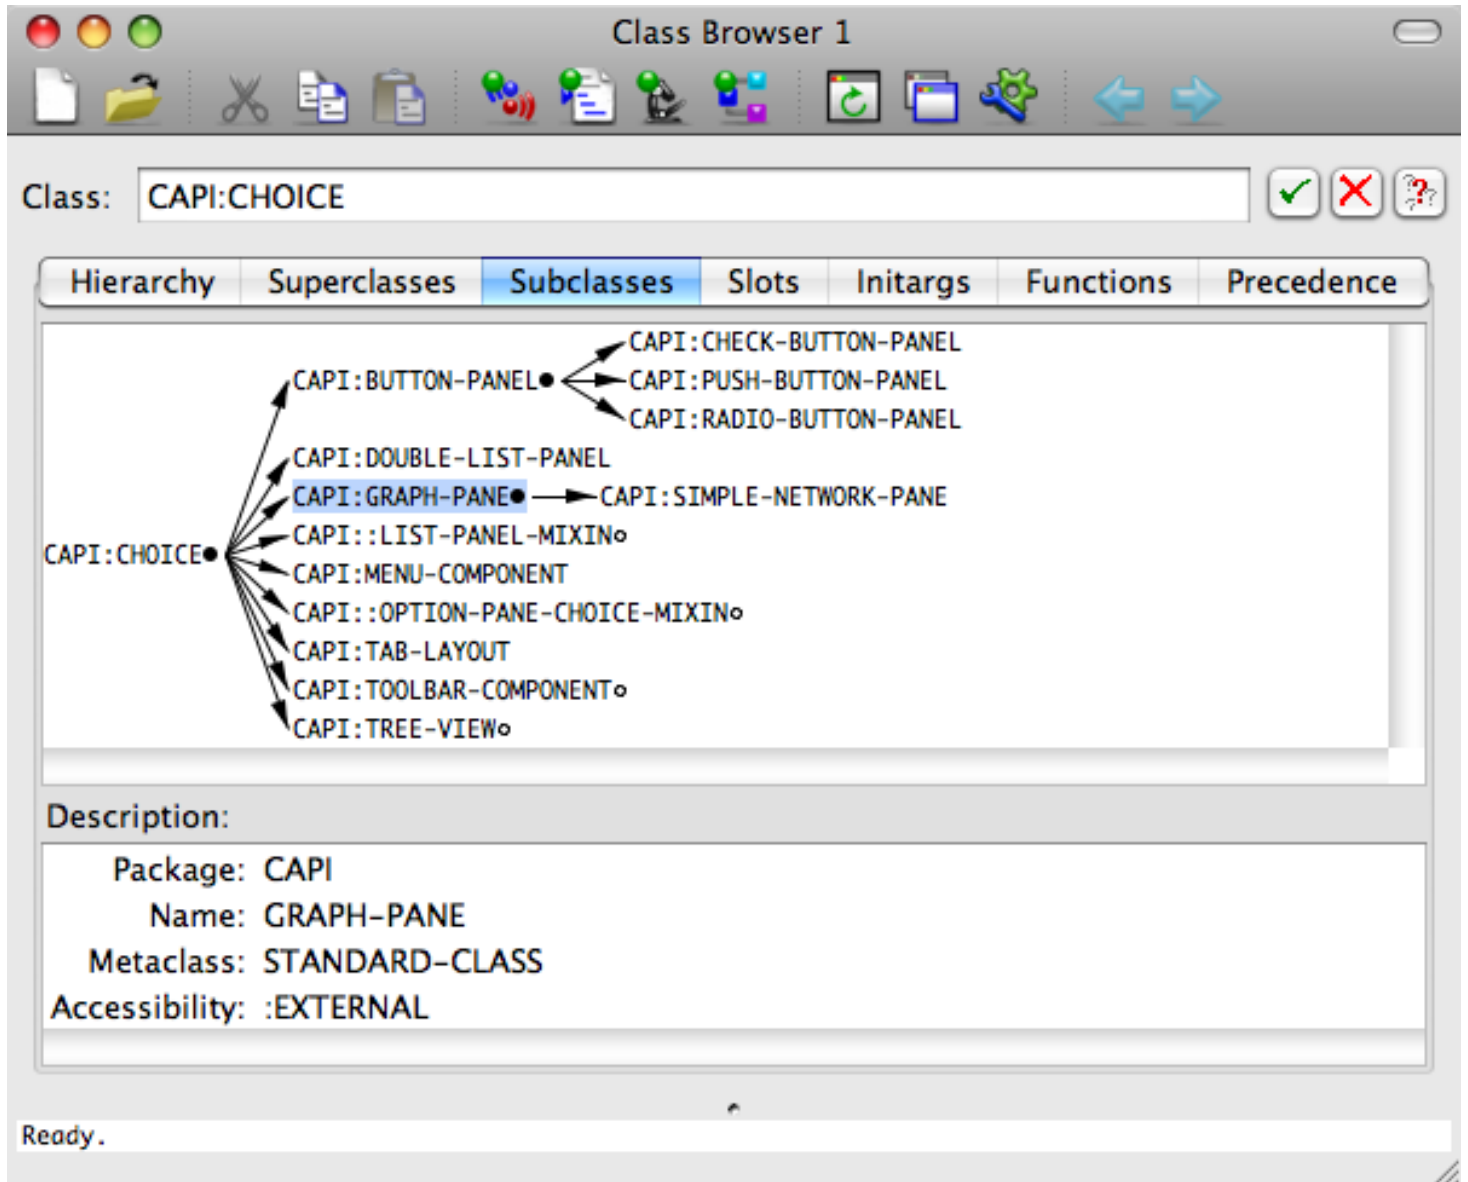 Class Browser 1
Class: CAPI:CHOICE
Hierarchy Superclasses Subclasses Slots Initargs Functions Precedence
CAPI:CHECK-BUTTON-PANEL
CAPI:BUTTON-PANEL CAPI:PUSH-BUTTON-PANEL
CAPI:RADIO-BUTTON-PANEL
CAPI:DOUBLE-LIST-PANEL
CAPI:GRAPH-PANE CAPI:SIMPLE-NETWORK-PANE
CAPI::LIST-PANEL-MIXIN
CAPI:CHOICE
CAPI:MENU-COMPONENT
CAPI::OPTION-PANE-CHOICE-MIXIN
CAPI:TAB-LAYOUT
CAPI:TOOLBAR-COMPONENT
CAPI:TREE-VIEW
Description:
Package: CAPI
Name: GRAPH-PANE
Metaclass: STANDARD-CLASS
Accessibility: :EXTERNAL
Ready.